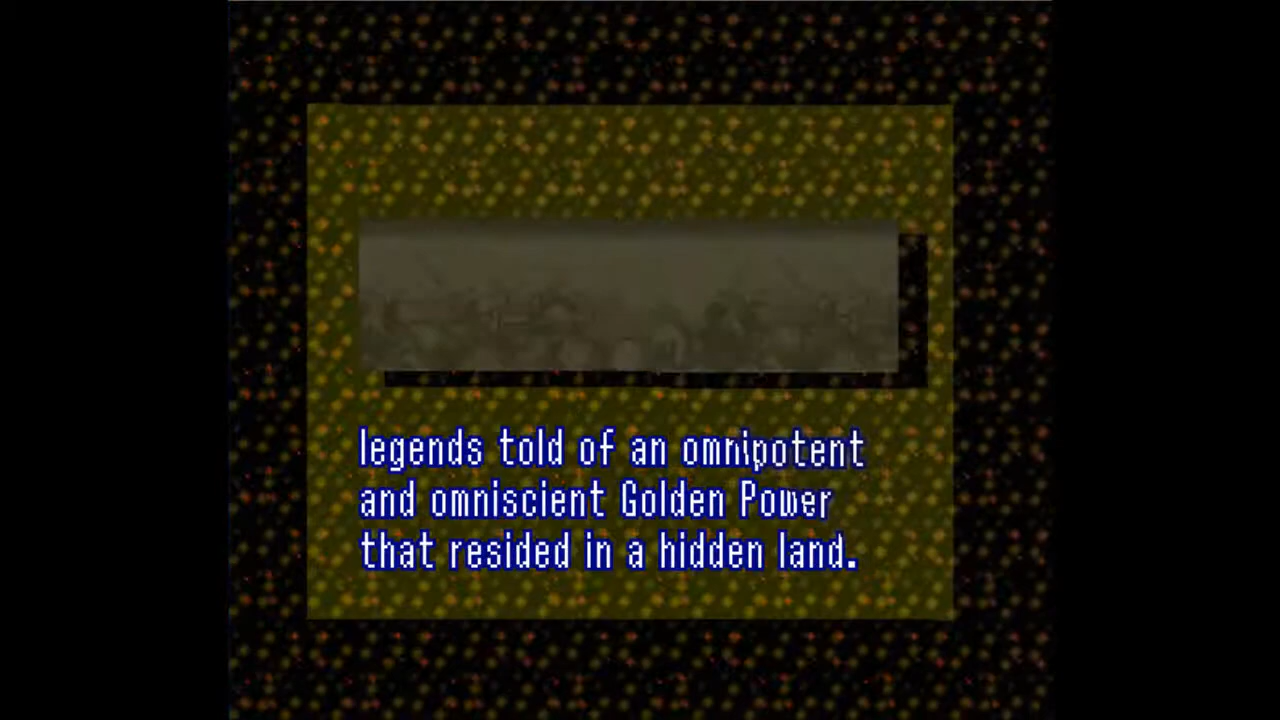 legends told of an omnipotent
and omniscient Golden Power
that resided in a hidden land.